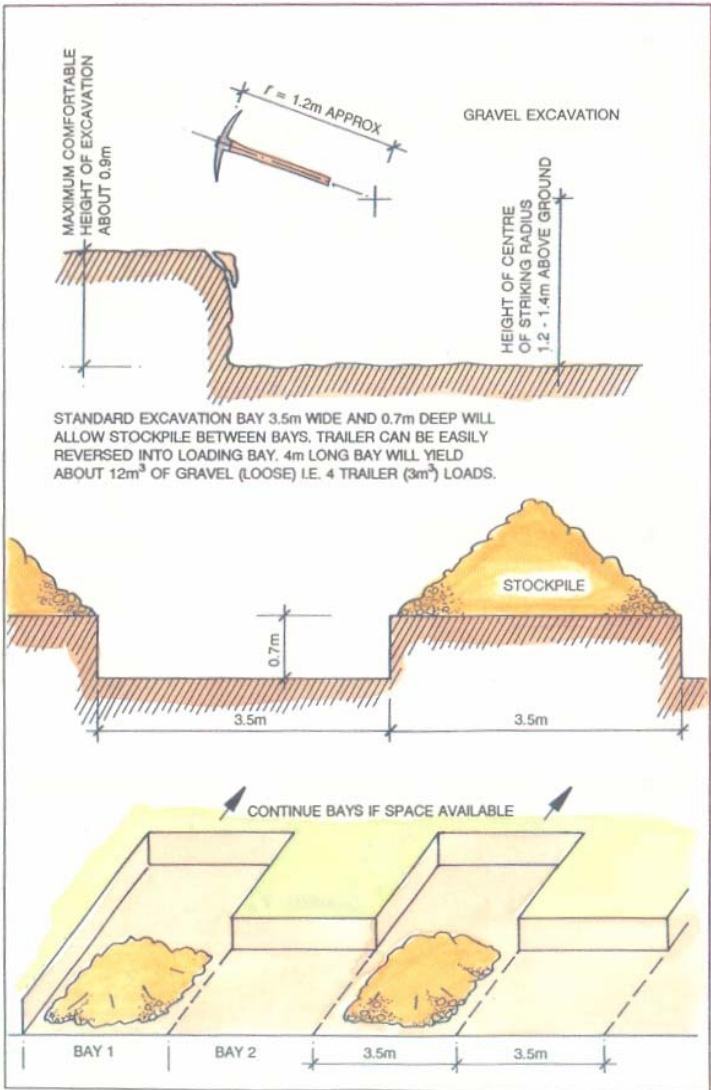 MAXIMUM COMFORTABLE
HEIGHT OF EXCAVATION
ABOUT 0.9m
r = 1.2m APPROX
GRAVEL EXCAVATION
HEIGHT OF CENTRE
OF STRIKING RADIUS
1.2 - 1.4m ABOVE GROUND
STANDARD EXCAVATION BAY 3.5m WIDE AND 0.7m DEEP WILL
ALLOW STOCKPILE BETWEEN BAYS. TRAILER CAN BE EASILY
REVERSED INTO LOADING BAY. 4m LONG BAY WILL YIELD
ABOUT 12m³ OF GRAVEL (LOOSE) I.E. 4 TRAILER (3m³) LOADS.
STOCKPILE
0.7m
3.5m
3.5m
CONTINUE BAYS IF SPACE AVAILABLE
BAY 1
BAY 2
3.5m
3.5m